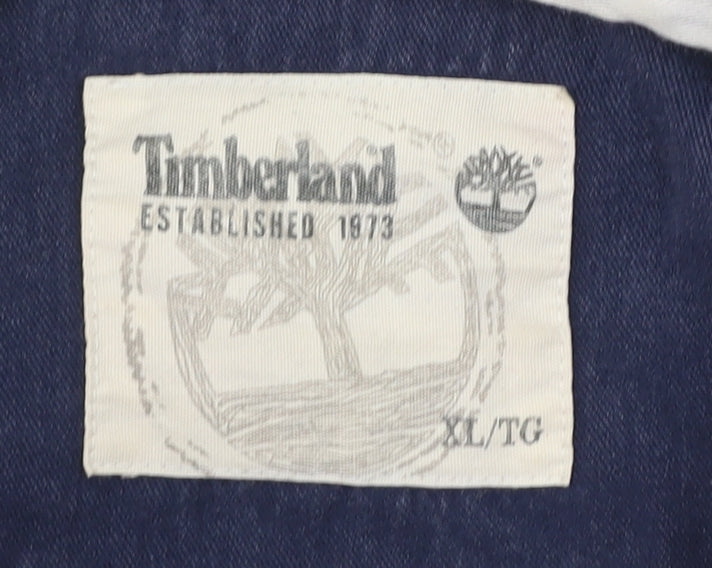 Timberland
ESTABLISHED 1973
XL/TG